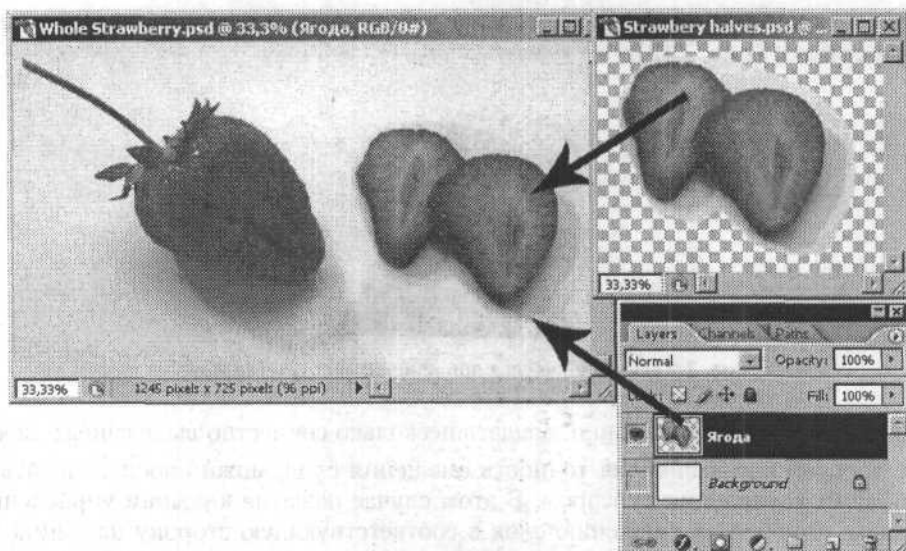 Whole Strawberry.psd @ 33,3% (Ягода, RGB/8#)
Strawbery halves.psd @ ...
33,33%
1245 pixels x 725 pixels (96 ppi)
33,33%
Layers Channels Paths
Normal Opacity: 100%
Fill: 100%
Ягода
Background